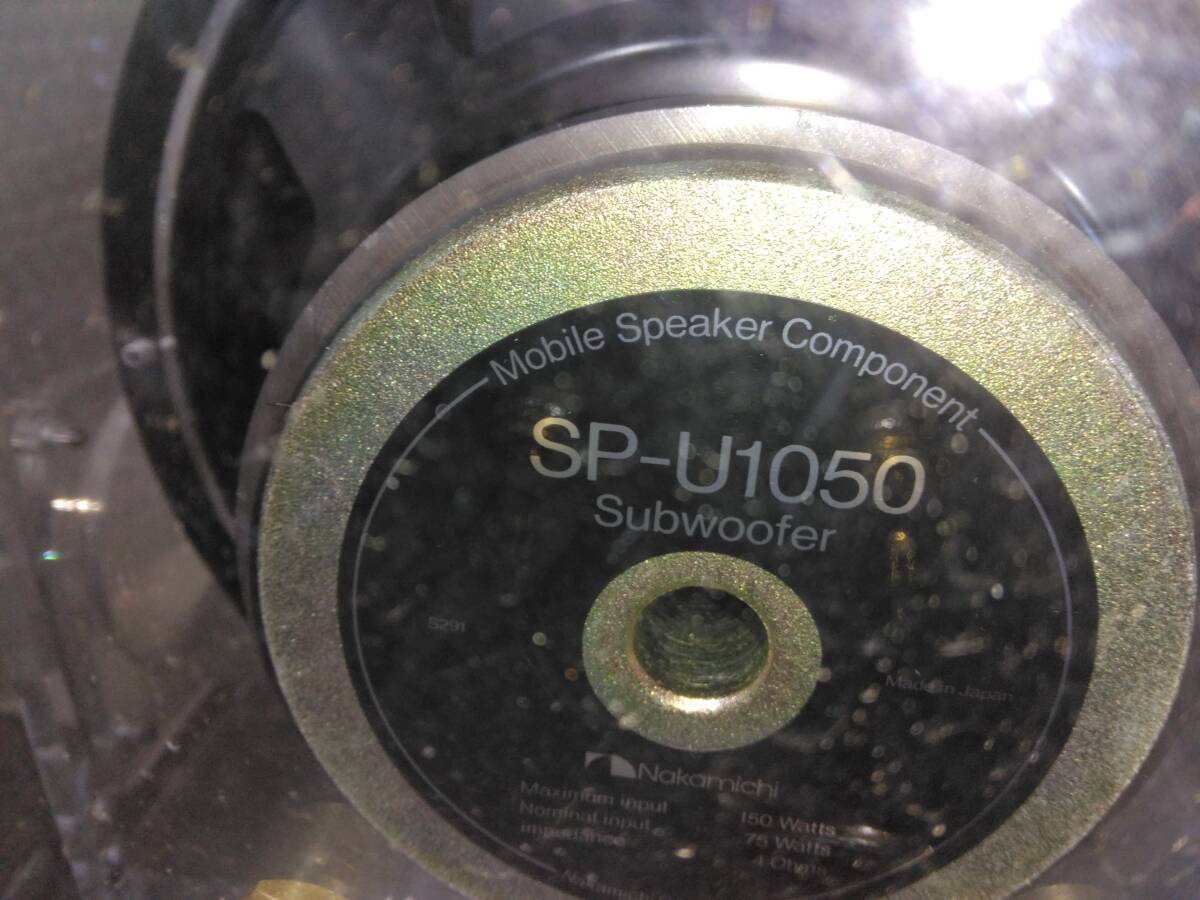 Mobile Speaker Component
SP-U1050
Subwoofer
S291
Made in Japan
Nakamichi
Maximum input 150 Watts
Nominal input 75 Watts
impedance 4 Ohms
Nakamichi